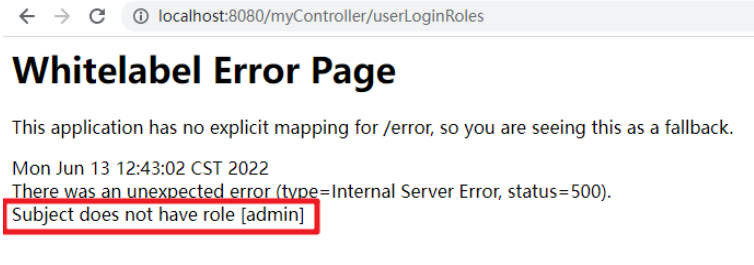 localhost:8080/myController/userLoginRoles
Whitelabel Error Page
This application has no explicit mapping for /error, so you are seeing this as a fallback.
Mon Jun 13 12:43:02 CST 2022
There was an unexpected error (type=Internal Server Error, status=500).
Subject does not have role [admin]